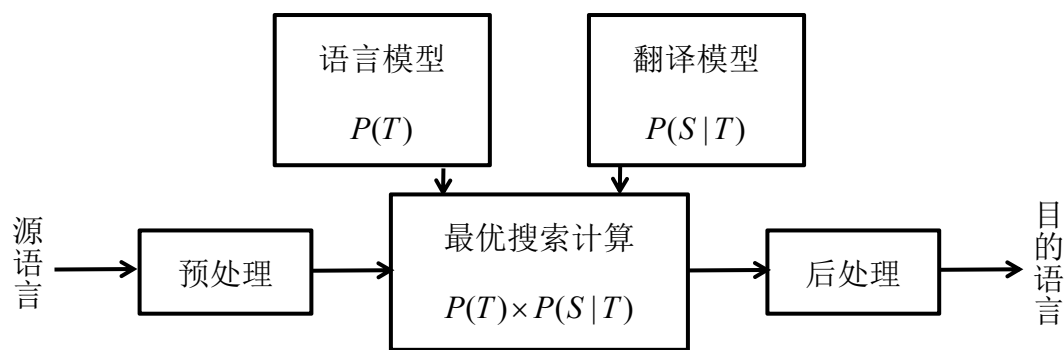 语言模型
P(T)
翻译模型
P(S|T)
源语言
预处理
最优搜索计算
P(T)×P(S|T)
后处理
目的语言